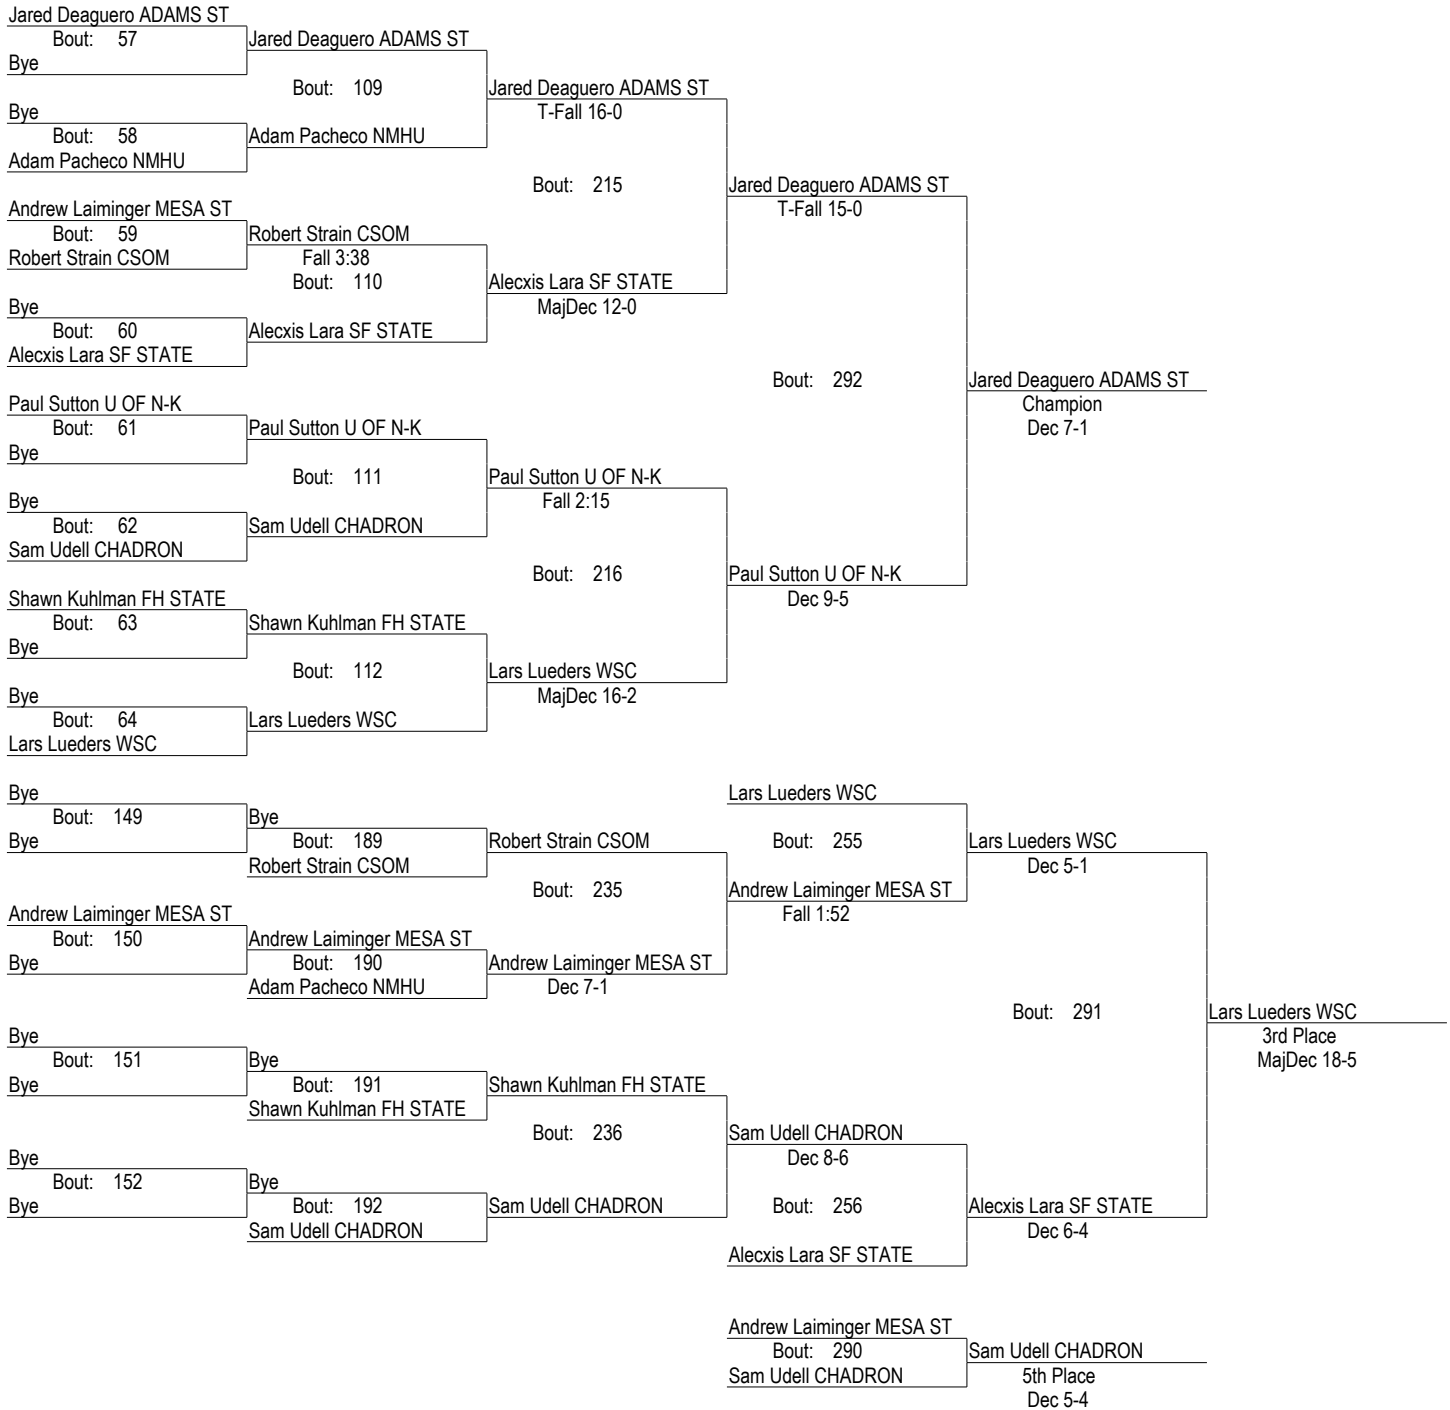 Jared Deaguero ADAMS ST
Bout: 57
Jared Deaguero ADAMS ST
Bye
Bout: 109
Jared Deaguero ADAMS ST
Bye
T-Fall 16-0
Bout: 58
Adam Pacheco NMHU
Adam Pacheco NMHU
Bout: 215
Jared Deaguero ADAMS ST
Andrew Laiminger MESA ST
T-Fall 15-0
Bout: 59
Robert Strain CSOM
Robert Strain CSOM
Fall 3:38
Bout: 110
Alecxis Lara SF STATE
Bye
MajDec 12-0
Bout: 60
Alecxis Lara SF STATE
Alecxis Lara SF STATE
Bout: 292
Jared Deaguero ADAMS ST
Paul Sutton U OF N-K
Champion
Bout: 61
Paul Sutton U OF N-K
Dec 7-1
Bye
Bout: 111
Paul Sutton U OF N-K
Bye
Fall 2:15
Bout: 62
Sam Udell CHADRON
Sam Udell CHADRON
Bout: 216
Paul Sutton U OF N-K
Shawn Kuhlman FH STATE
Dec 9-5
Bout: 63
Shawn Kuhlman FH STATE
Bye
Bout: 112
Lars Lueders WSC
Bye
MajDec 16-2
Bout: 64
Lars Lueders WSC
Lars Lueders WSC
Bye
Lars Lueders WSC
Bout: 149
Bye
Bye
Bout: 189
Robert Strain CSOM
Bout: 255
Lars Lueders WSC
Robert Strain CSOM
Dec 5-1
Bout: 235
Andrew Laiminger MESA ST
Andrew Laiminger MESA ST
Fall 1:52
Bout: 150
Andrew Laiminger MESA ST
Bye
Bout: 190
Andrew Laiminger MESA ST
Adam Pacheco NMHU
Dec 7-1
Bout: 291
Lars Lueders WSC
Bye
3rd Place
Bout: 151
Bye
MajDec 18-5
Bye
Bout: 191
Shawn Kuhlman FH STATE
Shawn Kuhlman FH STATE
Bout: 236
Sam Udell CHADRON
Bye
Dec 8-6
Bout: 152
Bye
Bye
Bout: 192
Sam Udell CHADRON
Bout: 256
Alecxis Lara SF STATE
Sam Udell CHADRON
Dec 6-4
Alecxis Lara SF STATE
Andrew Laiminger MESA ST
Bout: 290
Sam Udell CHADRON
Sam Udell CHADRON
5th Place
Dec 5-4